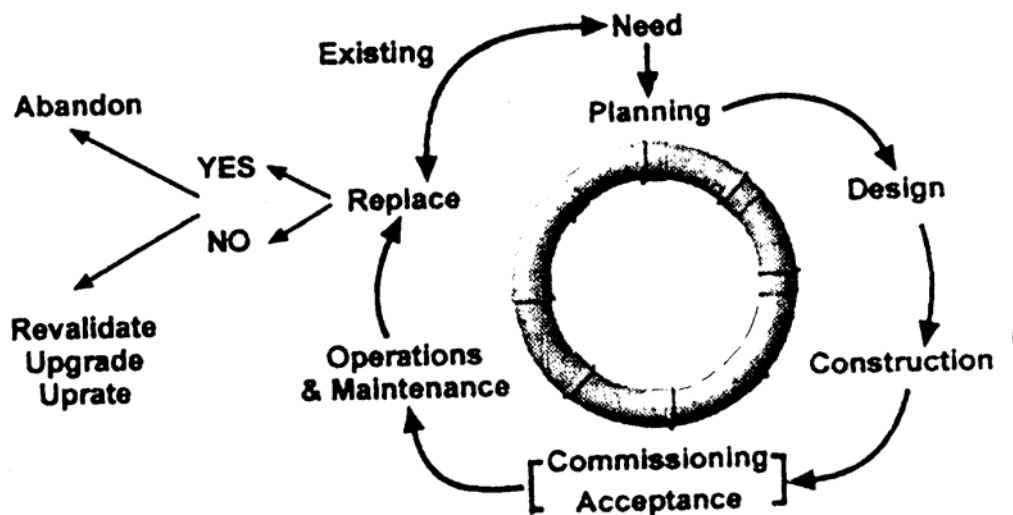 Need
Existing
Planning
Abandon
YES
Replace
Design
NO
Revalidate
Upgrade
Uprate
Operations
& Maintenance
Construction
Commissioning
Acceptance